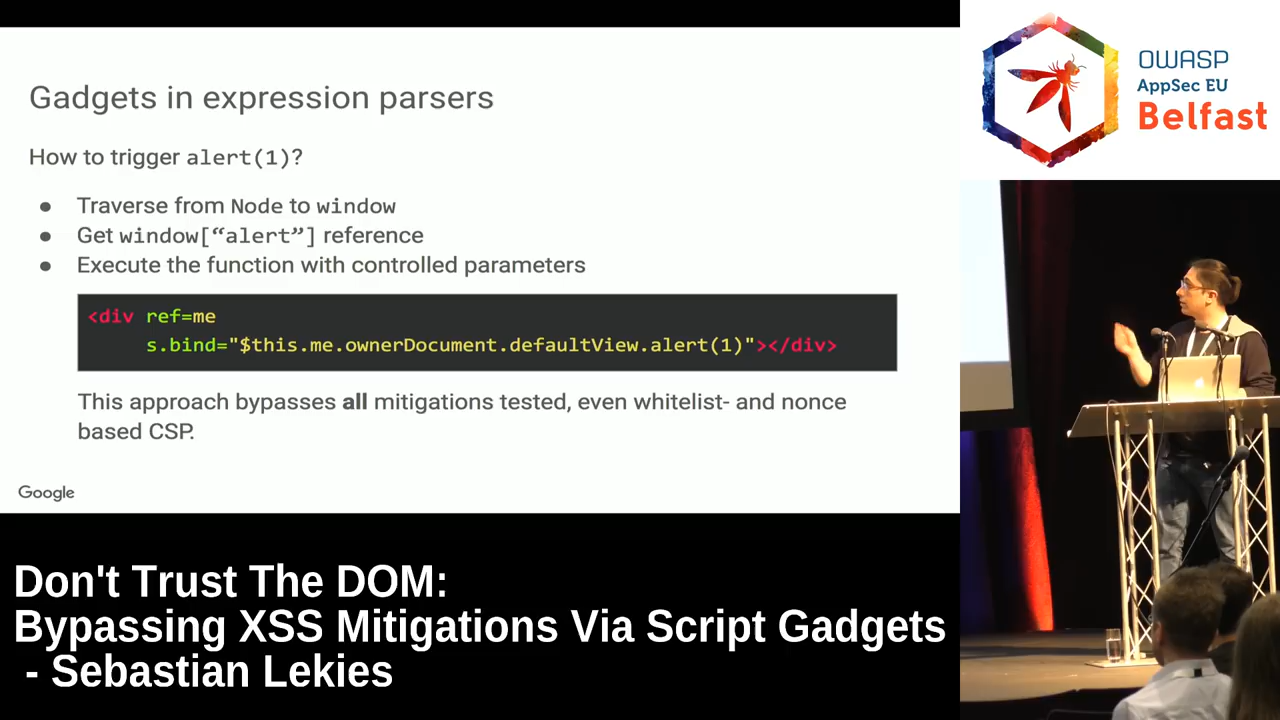 Gadgets in expression parsers
How to trigger alert(1)?
● Traverse from Node to window
● Get window[“alert”] reference
● Execute the function with controlled parameters
<div ref=me
s.bind="$this.me.ownerDocument.defaultView.alert(1)"></div>
This approach bypasses all mitigations tested, even whitelist- and nonce
based CSP.
Google
OWASP
AppSec EU
Belfast
Don't Trust The DOM:
Bypassing XSS Mitigations Via Script Gadgets
- Sebastian Lekies